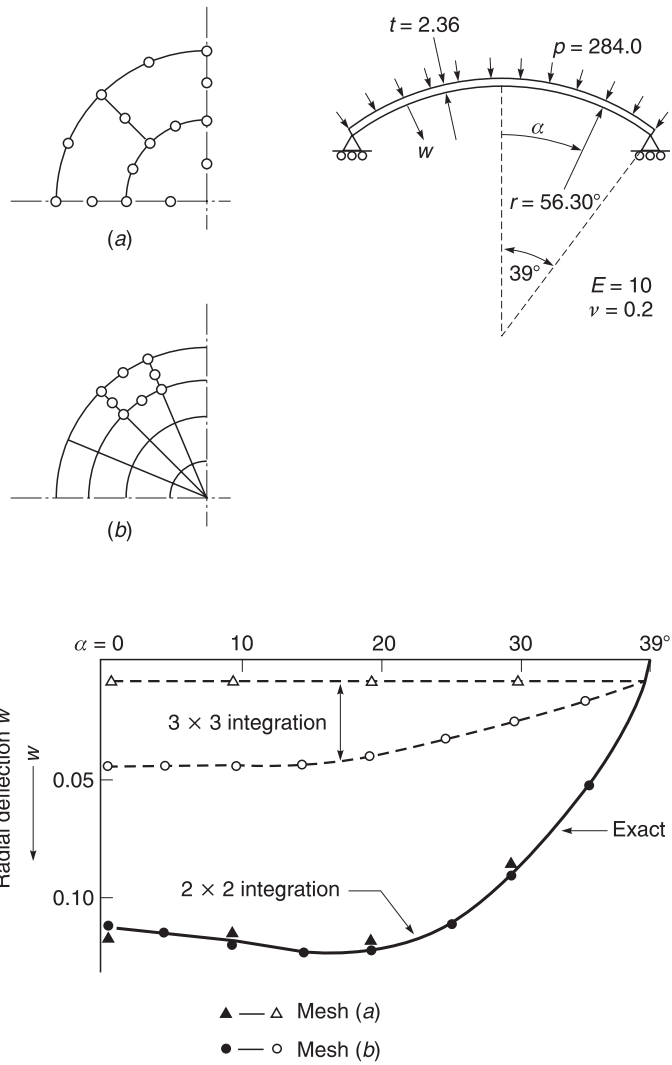 t = 2.36
p = 284.0
w
α
r = 56.30°
39°
E = 10
ν = 0.2
(a)
(b)
α = 0
10
20
30
39°
3 × 3 integration
0.05
0.10
Radial deflection w
w
Exact
2 × 2 integration
Mesh (a)
Mesh (b)